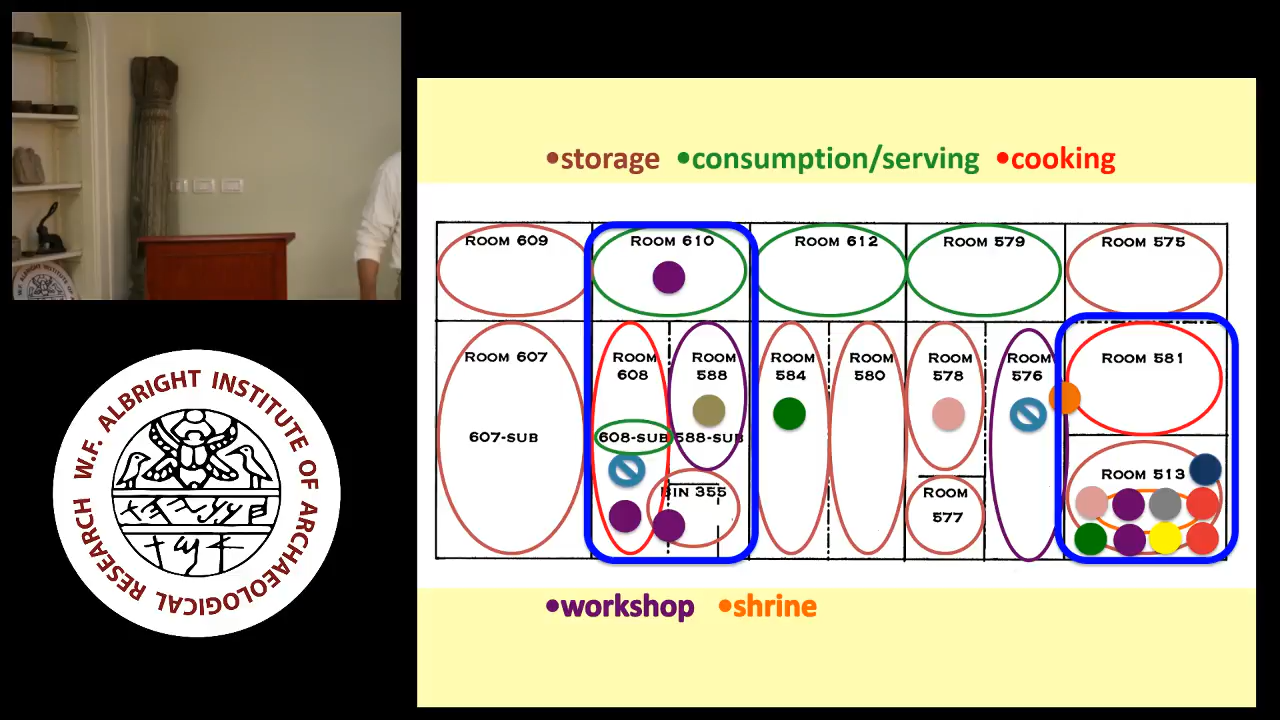 •storage •consumption/serving •cooking
ROOM 609
ROOM 610
ROOM 612
ROOM 579
ROOM 575
ROOM 607
ROOM 608
ROOM 588
ROOM 584
ROOM 580
ROOM 578
ROOM 576
ROOM 581
607-SUB
608-SUB
588-SUB
BIN 355
ROOM 577
ROOM 513
•workshop •shrine
W.F. ALBRIGHT INSTITUTE OF ARCHAEOLOGICAL RESEARCH